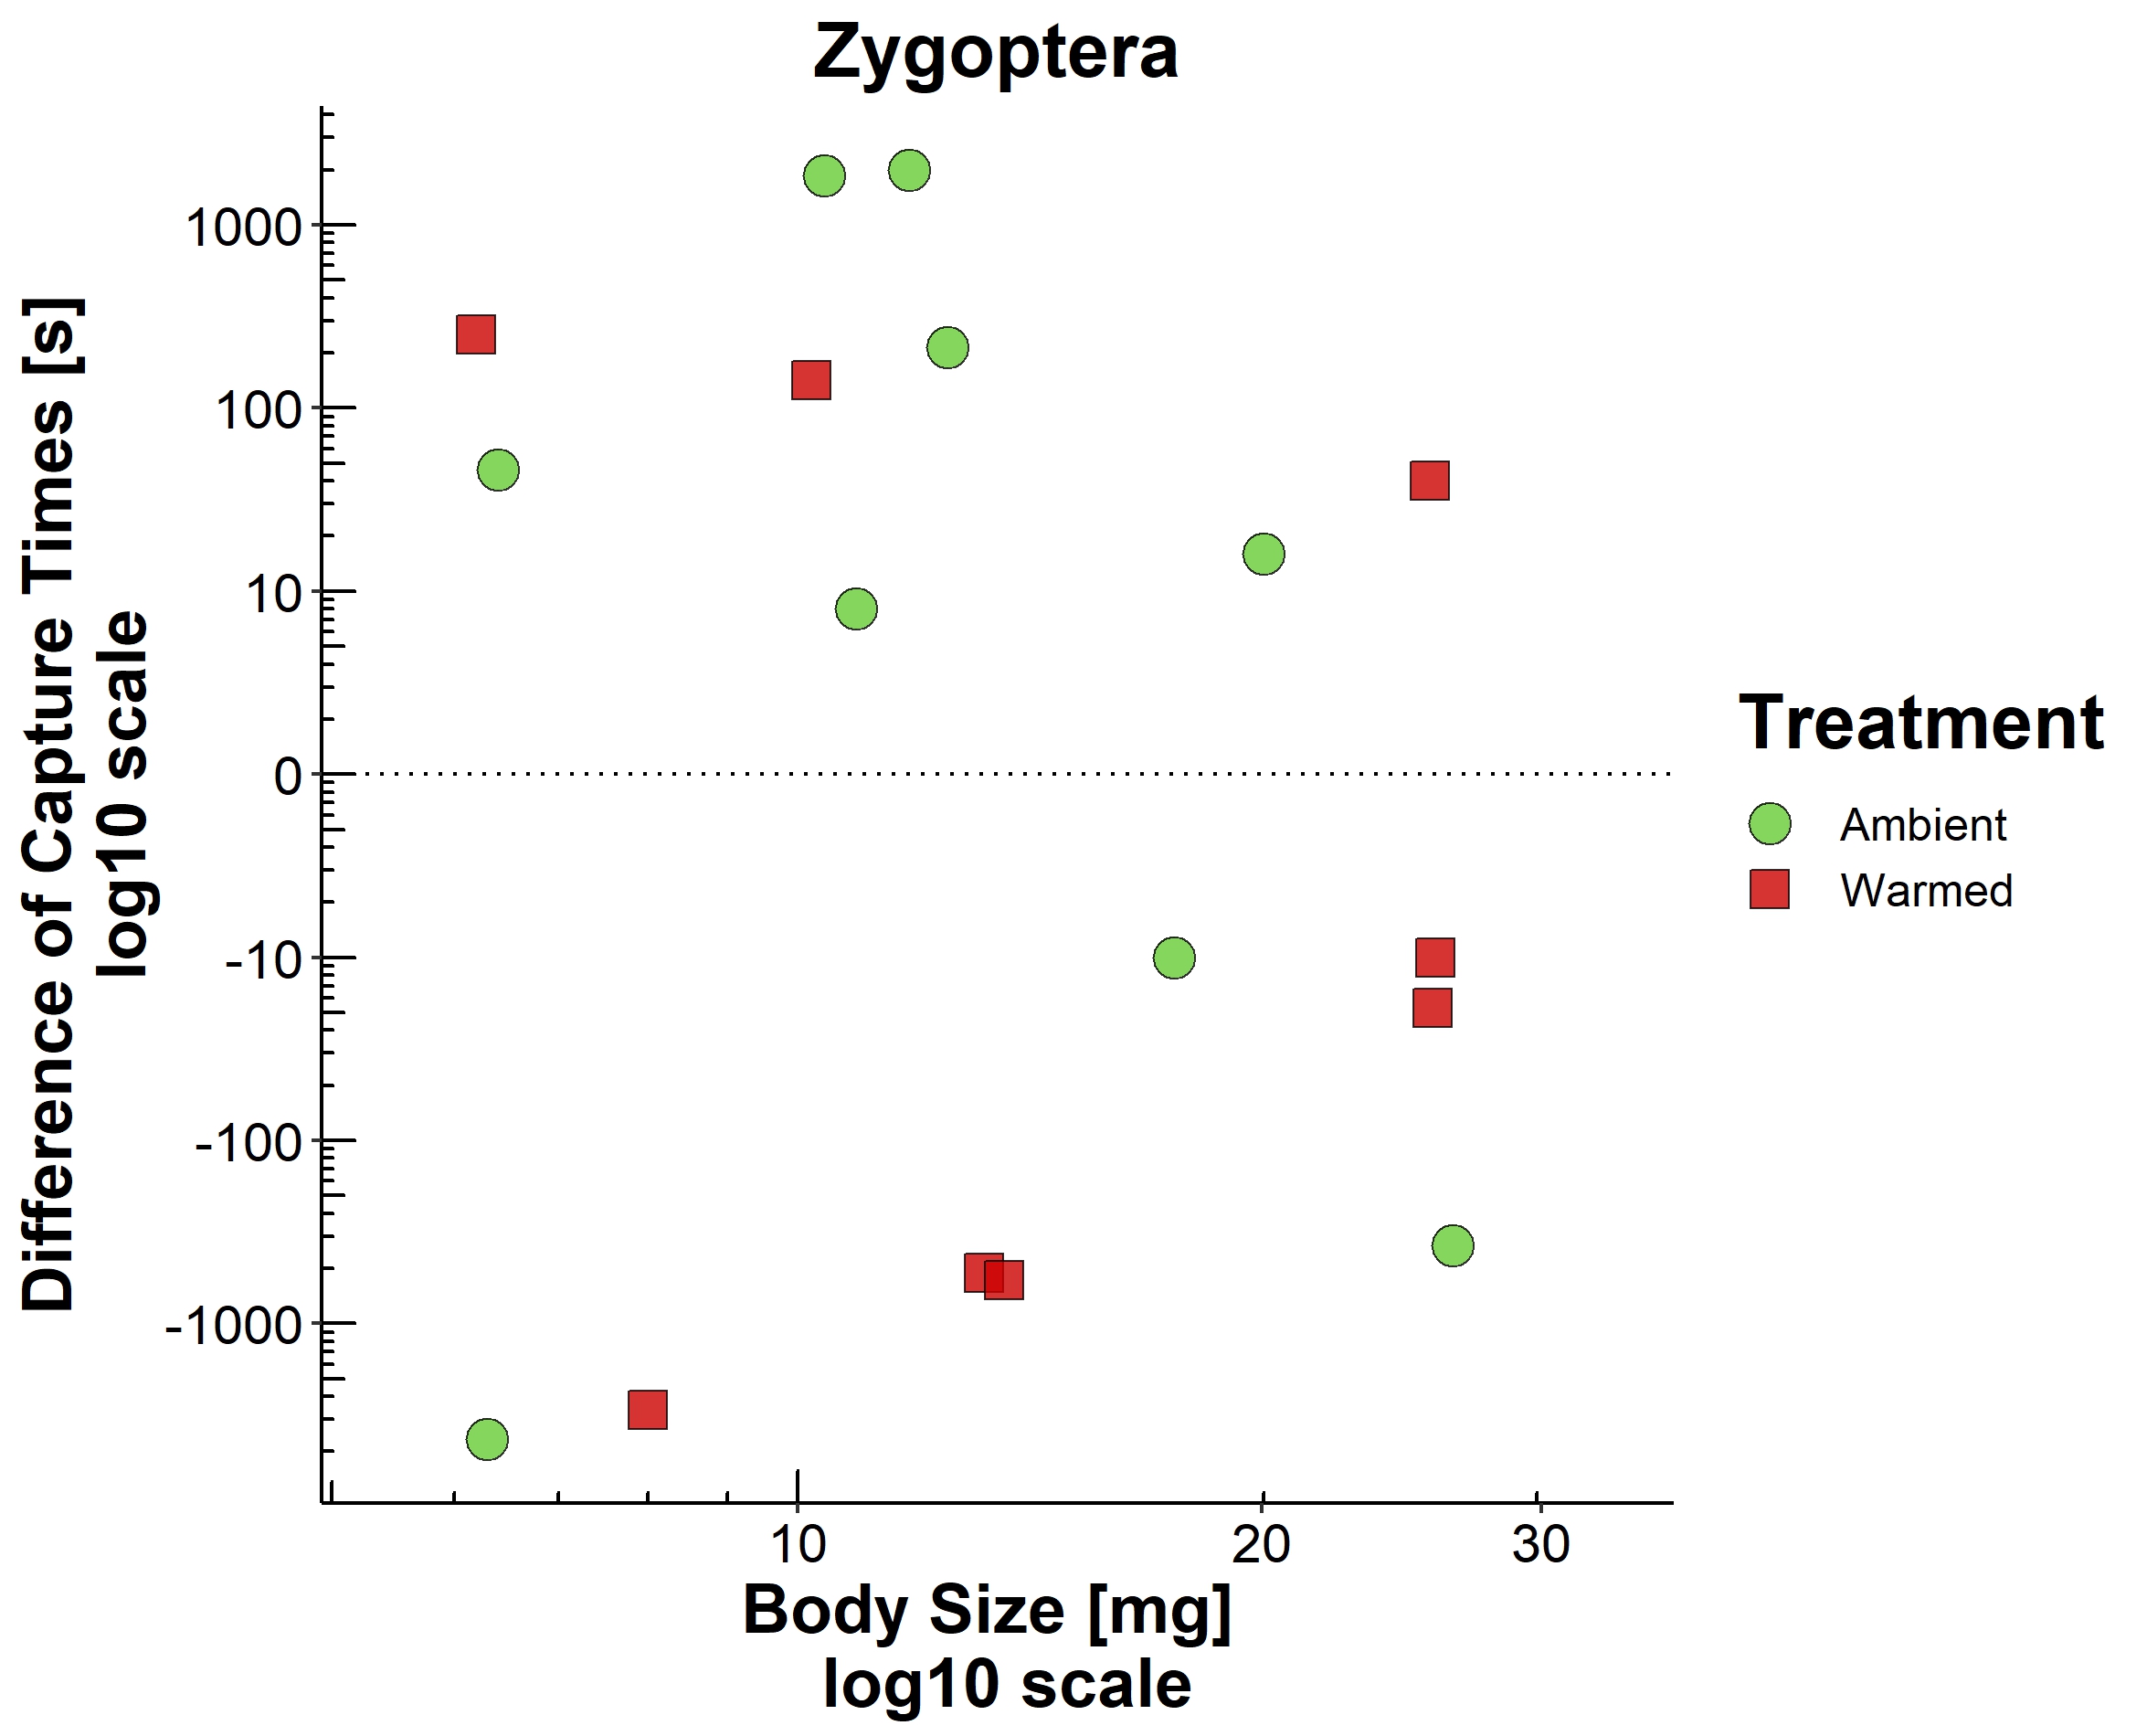 Zygoptera
Difference of Capture Times [s]
log10 scale
1000
100
10
0
-10
-100
-1000
10 20 30
Body Size [mg]
log10 scale
Treatment
Ambient
Warmed